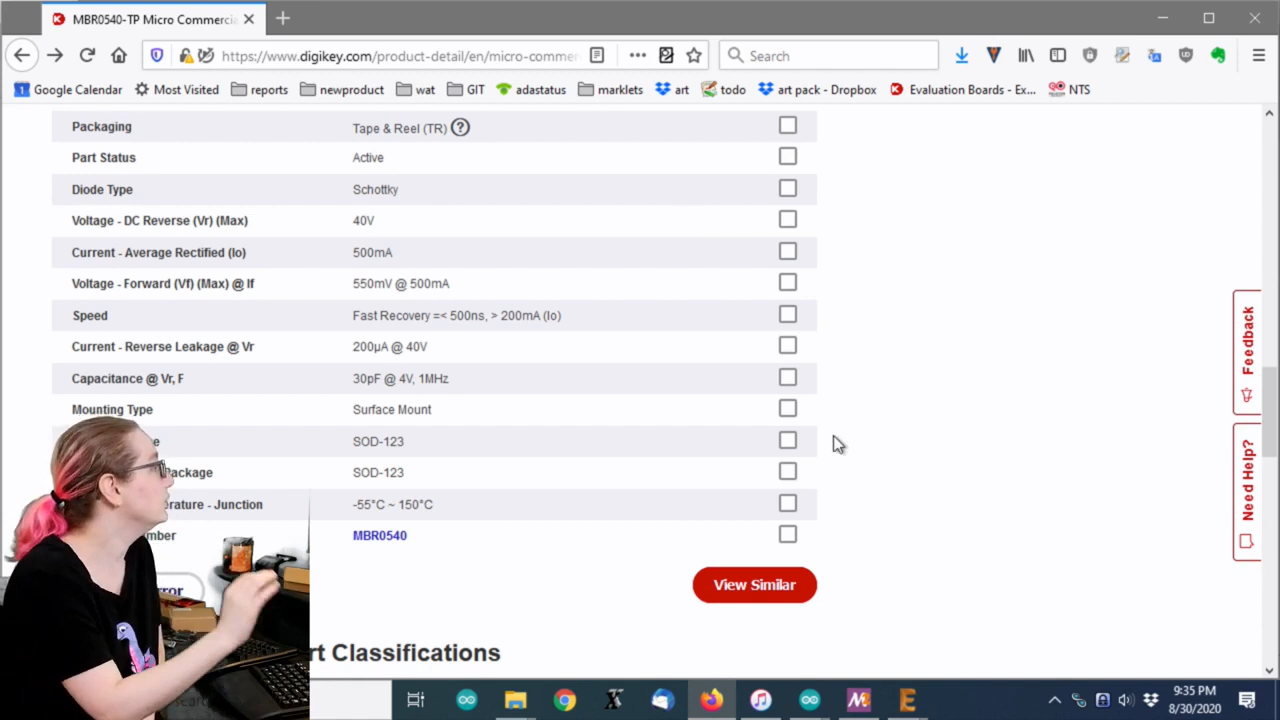 MBR0540-TP Micro Commerci
https://www.digikey.com/product-detail/en/micro-comme
Search
Google Calendar
Most Visited
reports
newproduct
wat
GIT
adastatus
marklets
art
todo
art pack - Dropbox
Evaluation Boards - Ex...
NTS
Packaging Tape & Reel (TR) ?
Part Status Active
Diode Type Schottky
Voltage - DC Reverse (Vr) (Max) 40V
Current - Average Rectified (Io) 500mA
Voltage - Forward (Vf) (Max) @ If 550mV @ 500mA
Speed Fast Recovery =< 500ns, > 200mA (Io)
Current - Reverse Leakage @ Vr 200µA @ 40V
Capacitance @ Vr, F 30pF @ 4V, 1MHz
Mounting Type Surface Mount
e SOD-123
Package SOD-123
erature - Junction -55°C ~ 150°C
mber MBR0540
rror
View Similar
rt Classifications
Feedback
Need Help?
9:35 PM
8/30/2020